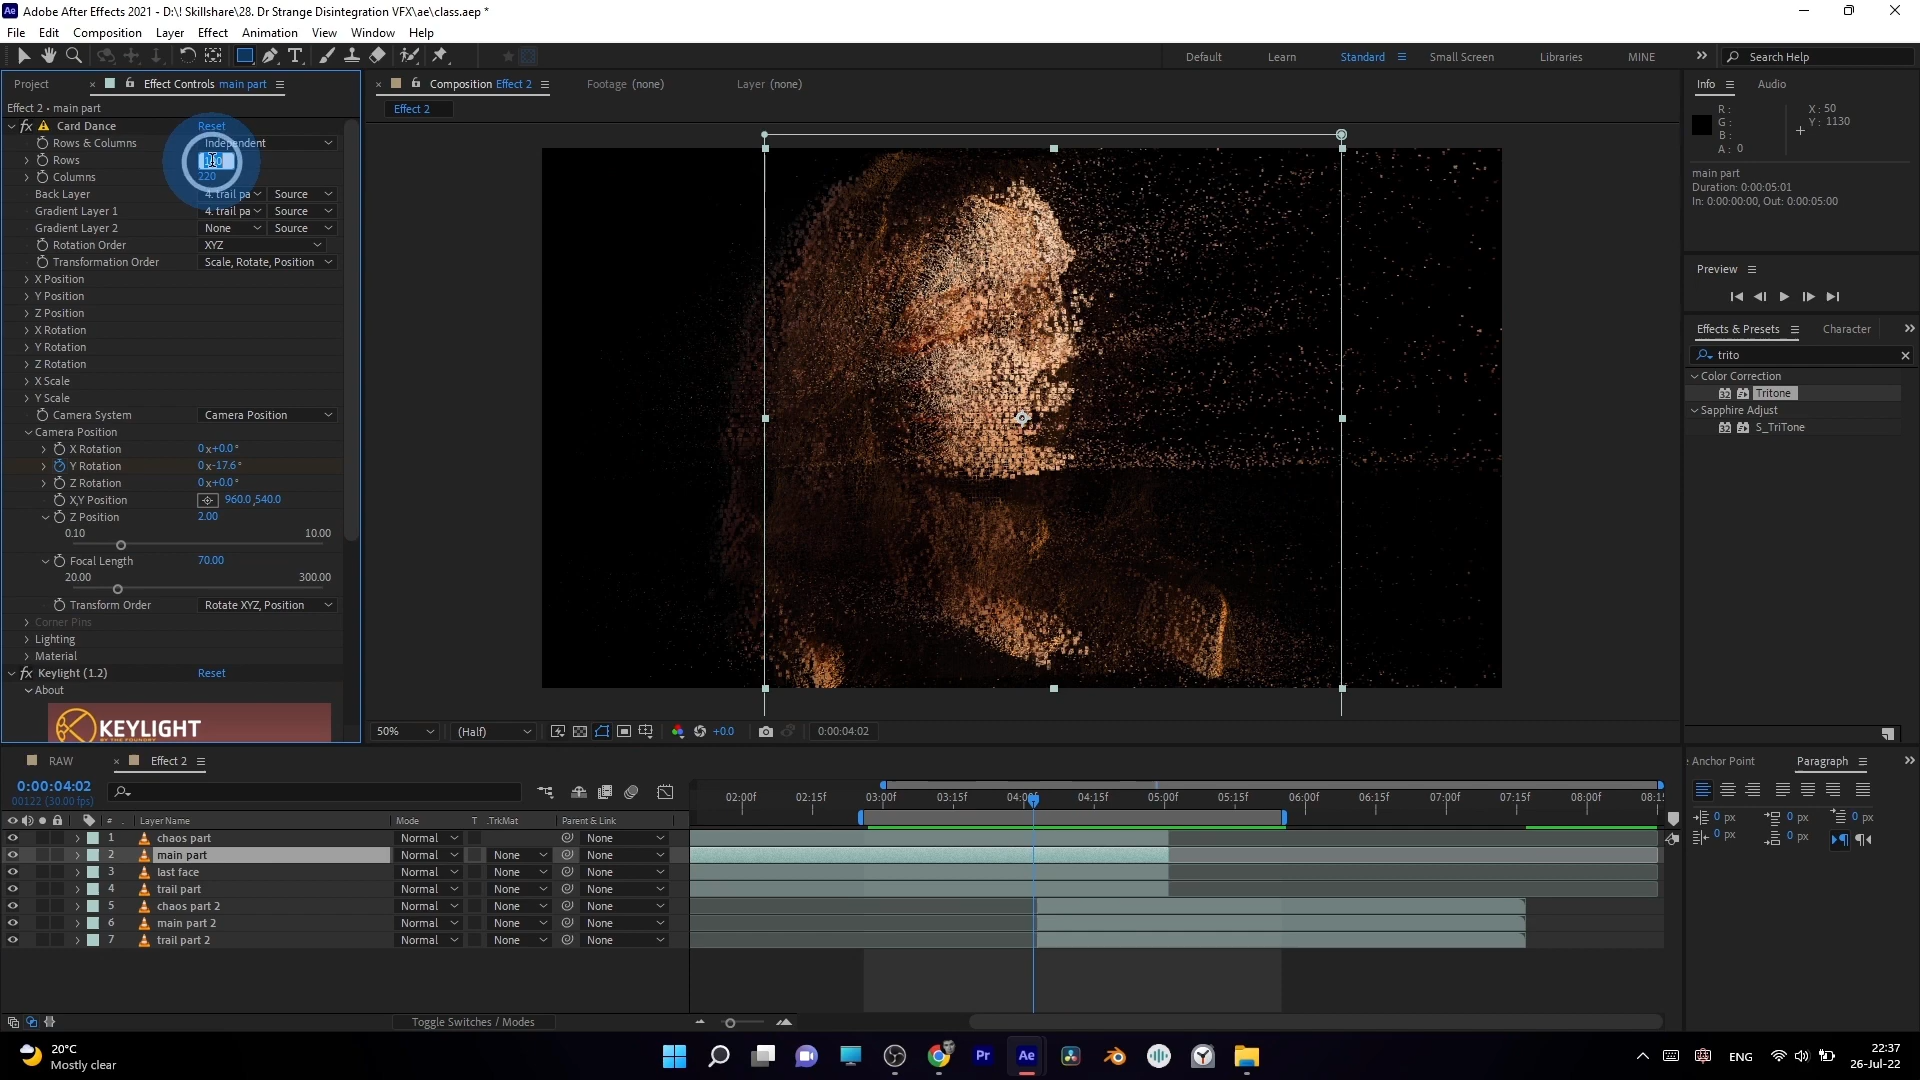 Adobe After Effects 2021 - D:\! Skillshare\28. Dr Strange Disintegration VFX\ae\class.aep *
File Edit Composition Layer Effect Animation View Window Help
Default Learn Standard Small Screen Libraries MINE Search Help
Project Effect Controls main part
Effect 2 • main part
Card Dance Reset
Rows & Columns Independent
Rows
Columns 220
Back Layer 4. trail pa Source
Gradient Layer 1 4. trail pa Source
Gradient Layer 2 None Source
Rotation Order XYZ
Transformation Order Scale, Rotate, Position
X Position
Y Position
Z Position
X Rotation
Y Rotation
Z Rotation
X Scale
Y Scale
Camera System Camera Position
Camera Position
X Rotation 0x+0.0°
Y Rotation 0x-17.6°
Z Rotation 0x+0.0°
X,Y Position 960.0,540.0
Z Position 2.00
0.10 10.00
Focal Length 70.00
20.00 300.00
Transform Order Rotate XYZ, Position
Corner Pins
Lighting
Material
Keylight (1.2) Reset
About
KEYLIGHT
BY THE FOUNDRY
Composition Effect 2 Footage (none) Layer (none)
Effect 2
50% (Half) +0.0 0:00:04:02
Info Audio
R: X: 50
G: Y: 1130
B:
A: 0
main part
Duration: 0:00:05:01
In: 0:00:00:00, Out: 0:00:05:00
Preview
Effects & Presets Character
trito
Color Correction
Tritone
Sapphire Adjust
S_TriTone
RAW Effect 2
0:00:04:02
00122 (30.00 fps)
02:00f 02:15f 03:00f 03:15f 04:15f 05:00f 05:15f 06:00f 06:15f 07:00f 07:15f 08:00f
# Layer Name Mode T .TrkMat Parent & Link
1 chaos part Normal None
2 main part Normal None None
3 last face Normal None None
4 trail part Normal None None
5 chaos part 2 Normal None None
6 main part 2 Normal None None
7 trail part 2 Normal None None
Toggle Switches / Modes
Anchor Point Paragraph
0 px 0 px 0 px
0 px 0 px
20°C
Mostly clear
Pr Ae
ENG
22:37
26-Jul-22